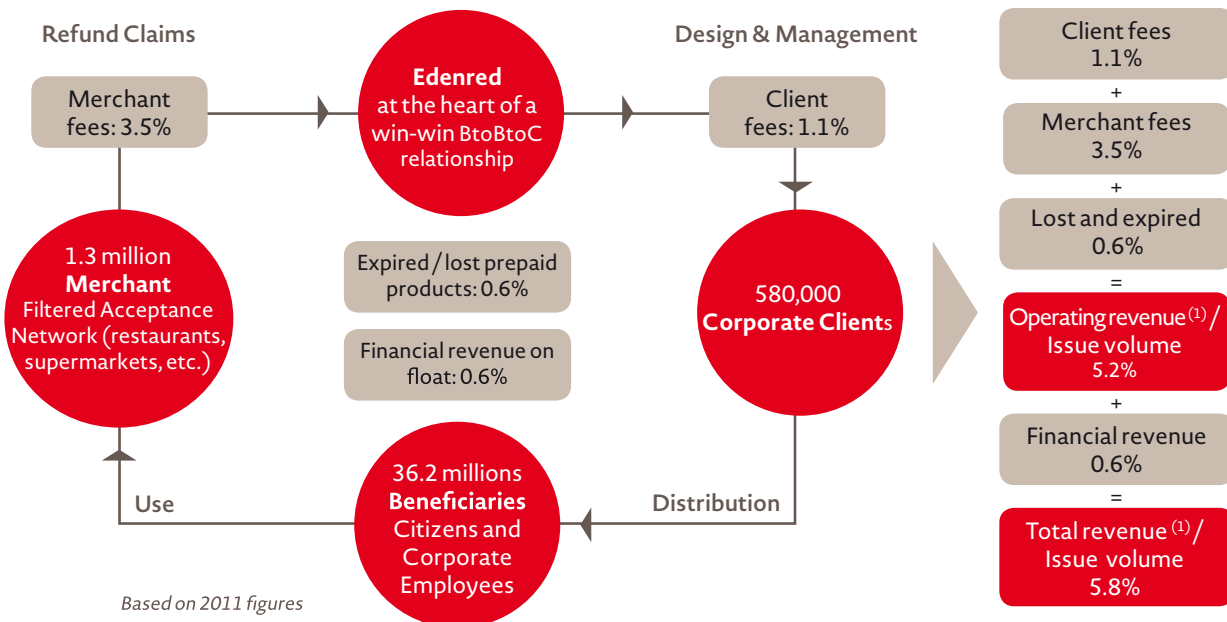 Refund Claims
Merchant
fees: 3.5%
Edenred
at the heart of a
win-win BtoBtoC
relationship
Design & Management
Client
fees: 1.1%
1.3 million
Merchant
Filtered Acceptance
Network (restaurants,
supermarkets, etc.)
Expired / lost prepaid
products: 0.6%
Financial revenue on
float: 0.6%
580,000
Corporate Clients
Use
36.2 millions
Beneficiaries
Citizens and
Corporate
Employees
Distribution
Based on 2011 figures
Client fees
1.1%
+
Merchant fees
3.5%
+
Lost and expired
0.6%
=
Operating revenue (1) /
Issue volume
5.2%
+
Financial revenue
0.6%
=
Total revenue (1) /
Issue volume
5.8%